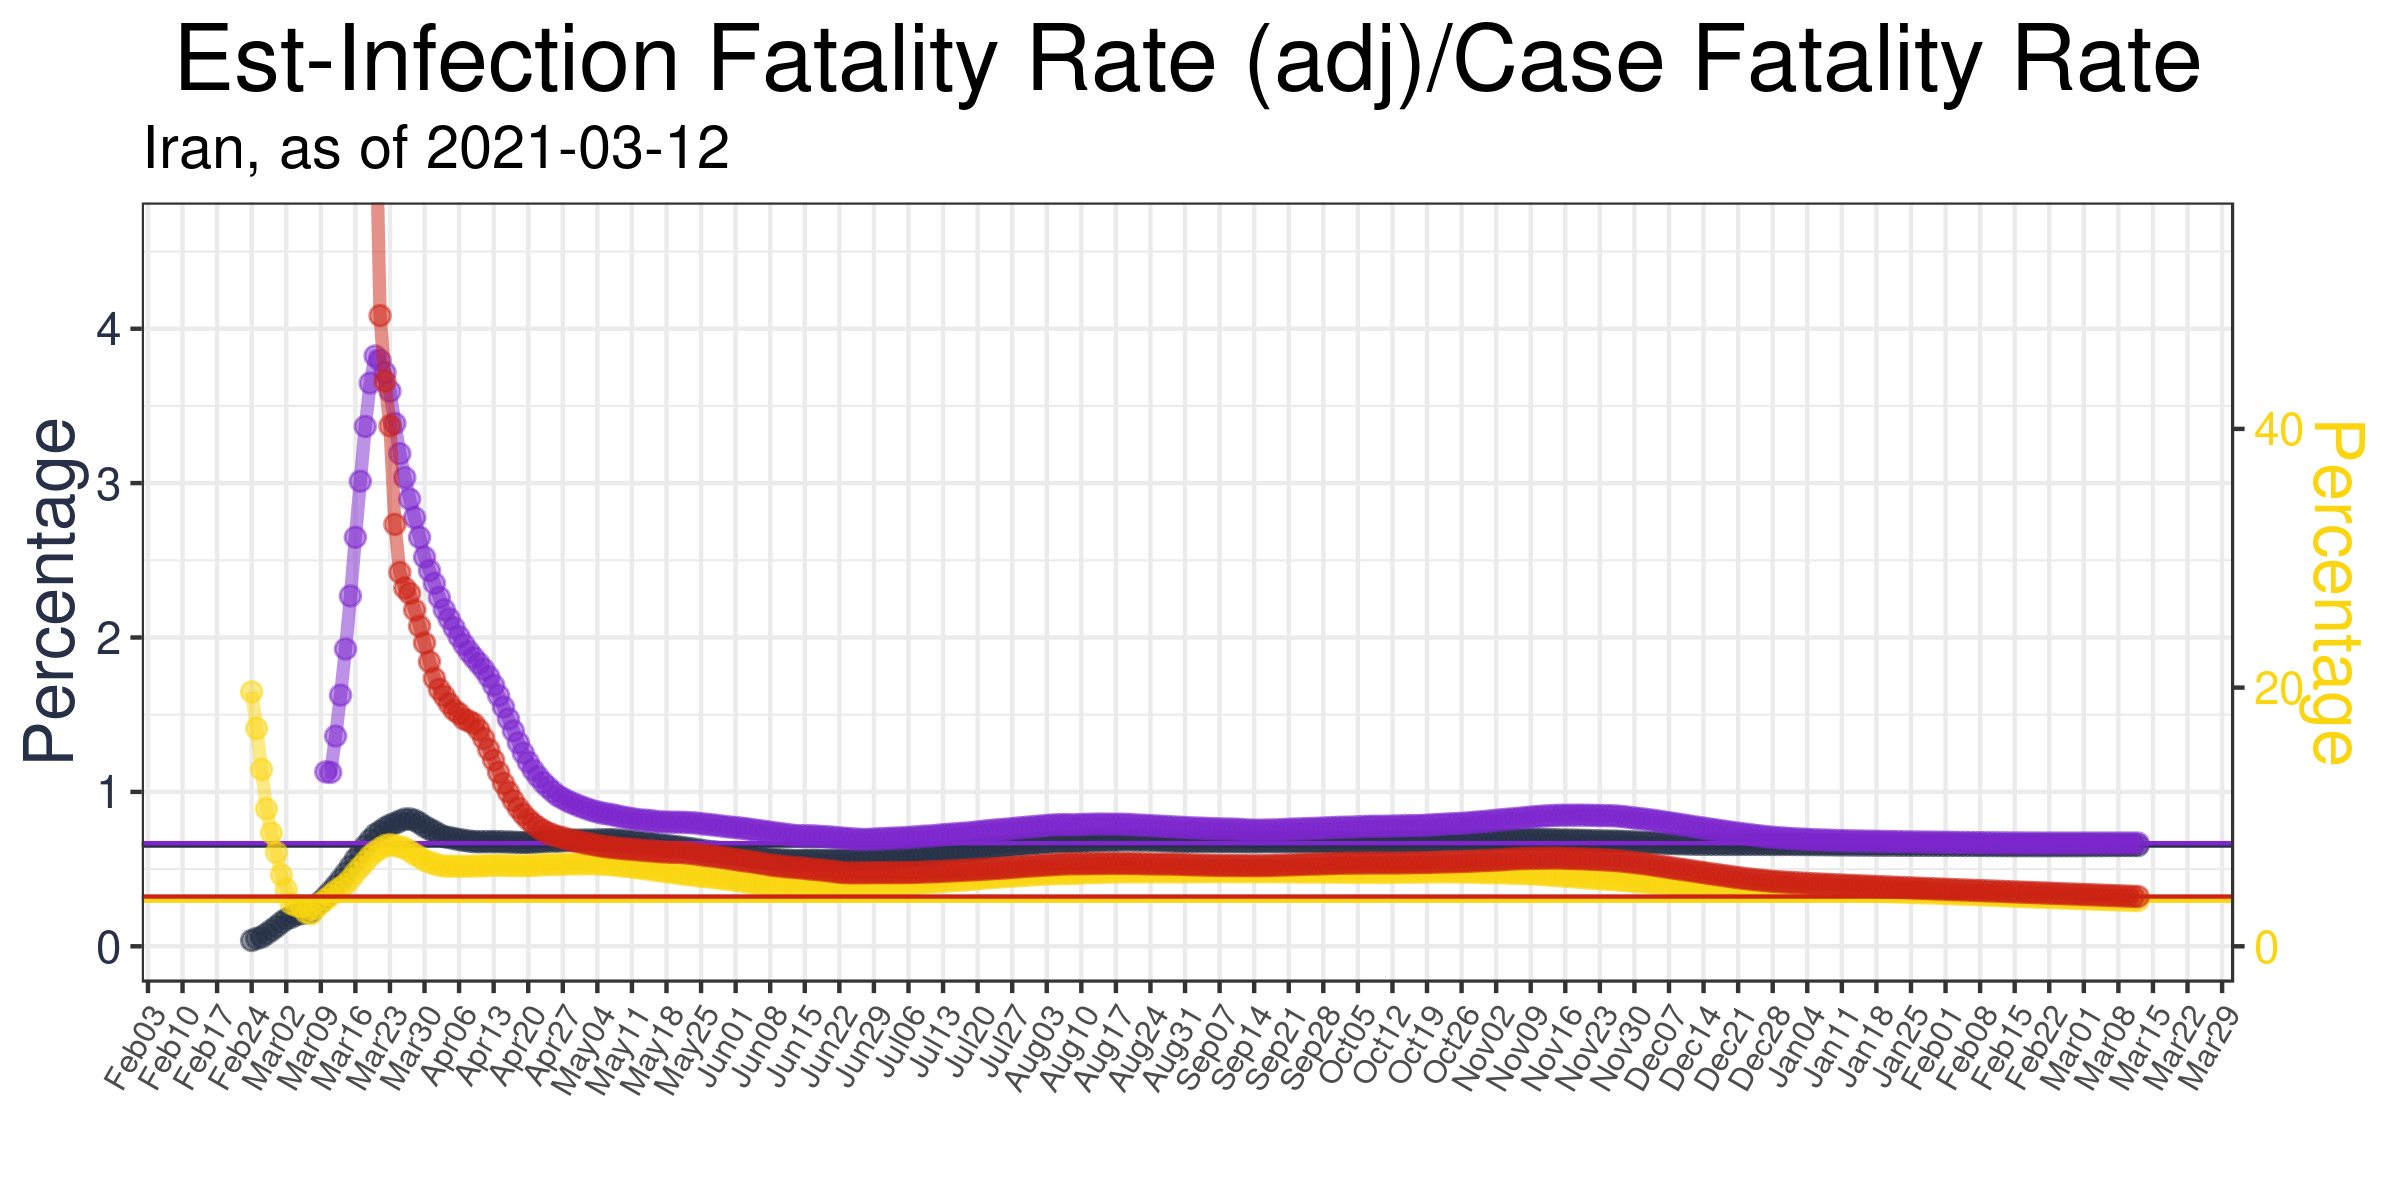 Est-Infection Fatality Rate (adj)/Case Fatality Rate
Iran, as of 2021-03-12
Percentage
4
3
2
1
0
Percentage
40
20
0
Feb03
Feb10
Feb17
Feb24
Mar02
Mar09
Mar16
Mar23
Mar30
Apr06
Apr13
Apr20
Apr27
May04
May11
May18
May25
Jun01
Jun08
Jun15
Jun22
Jun29
Jul06
Jul13
Jul20
Jul27
Aug03
Aug10
Aug17
Aug24
Aug31
Sep07
Sep14
Sep21
Sep28
Oct05
Oct12
Oct19
Oct26
Nov02
Nov09
Nov16
Nov23
Nov30
Dec07
Dec14
Dec21
Dec28
Jan04
Jan11
Jan18
Jan25
Feb01
Feb08
Feb15
Feb22
Mar01
Mar08
Mar15
Mar22
Mar29